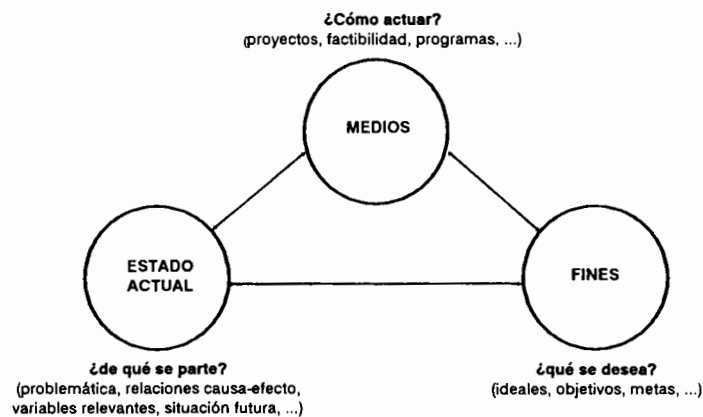 ¿Cómo actuar?
(proyectos, factibilidad, programas, ...)
MEDIOS
ESTADO
ACTUAL
FINES
¿de qué se parte?
(problemática, relaciones causa-efecto,
variables relevantes, situación futura, ...)
¿qué se desea?
(ideales, objetivos, metas, ...)